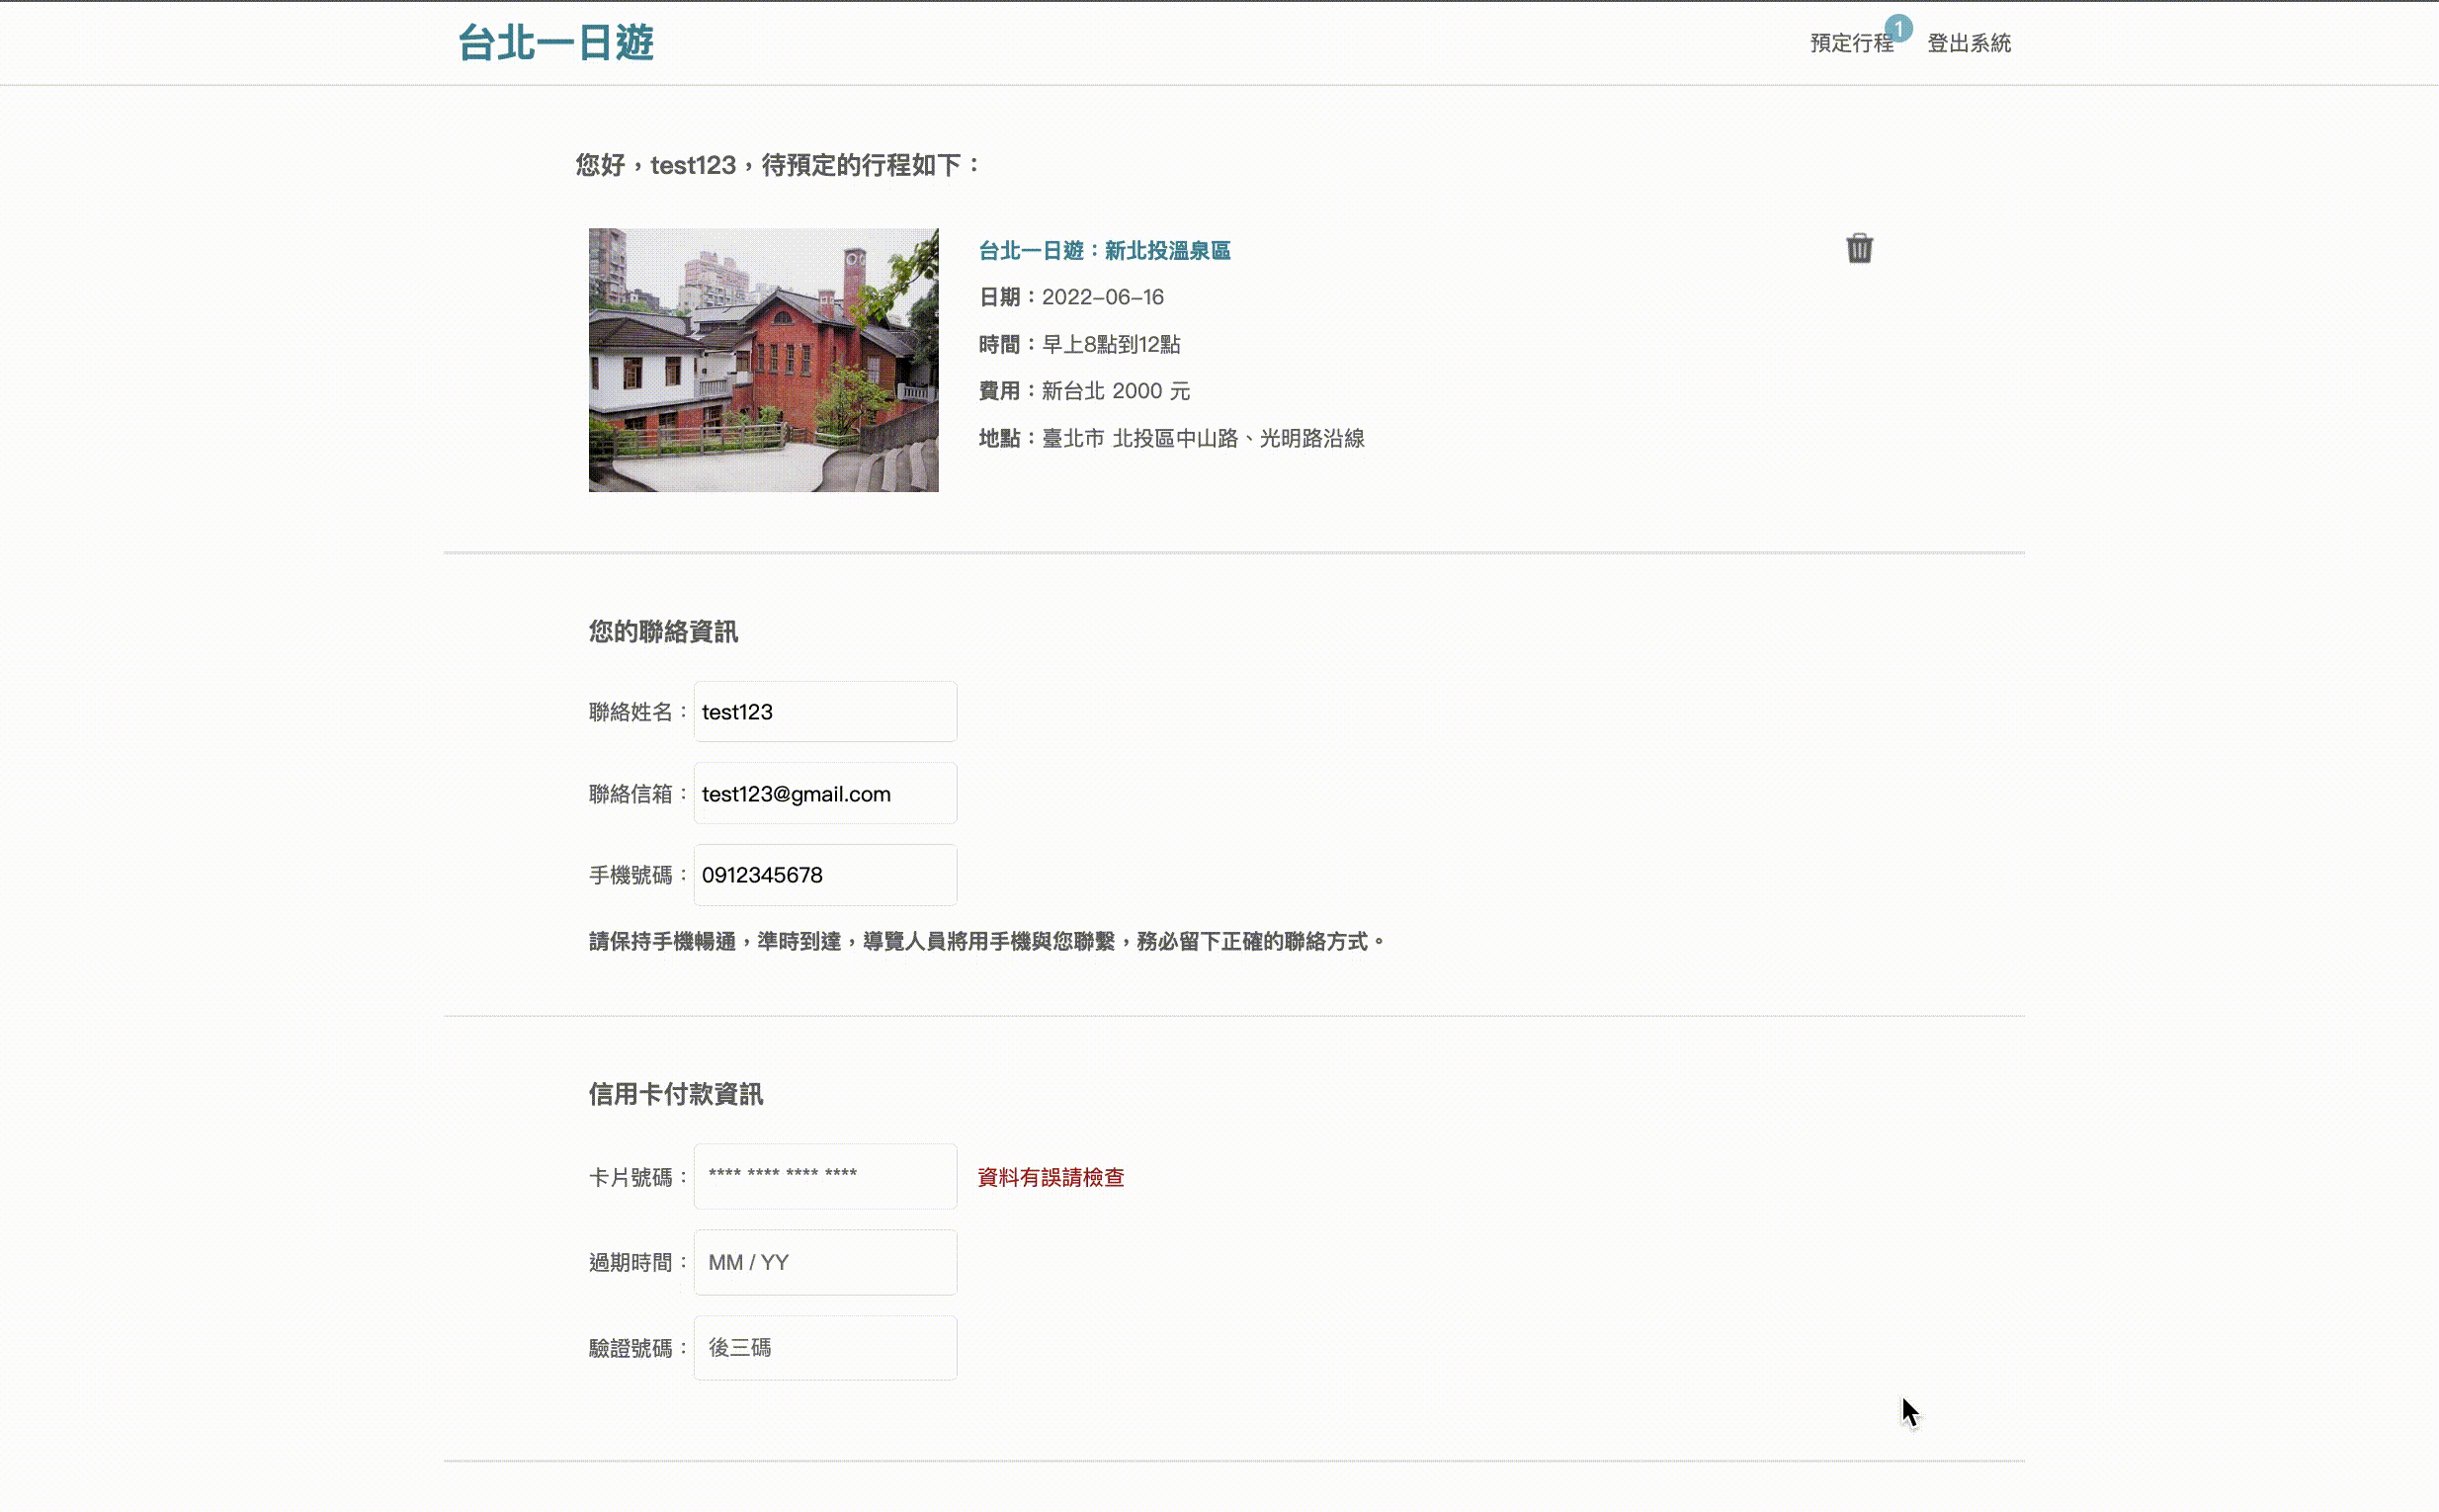 台北一日遊
預定行程 1 登出系統
您好，test123，待預定的行程如下：
台北一日遊：新北投溫泉區
日期：2022-06-16
時間：早上8點到12點
費用：新台北 2000 元
地點：臺北市 北投區中山路、光明路沿線
您的聯絡資訊
聯絡姓名： test123
聯絡信箱： test123@gmail.com
手機號碼： 0912345678
請保持手機暢通，準時到達，導覽人員將用手機與您聯繫，務必留下正確的聯絡方式。
信用卡付款資訊
卡片號碼： **** **** **** **** 資料有誤請檢查
過期時間： MM / YY
驗證號碼： 後三碼